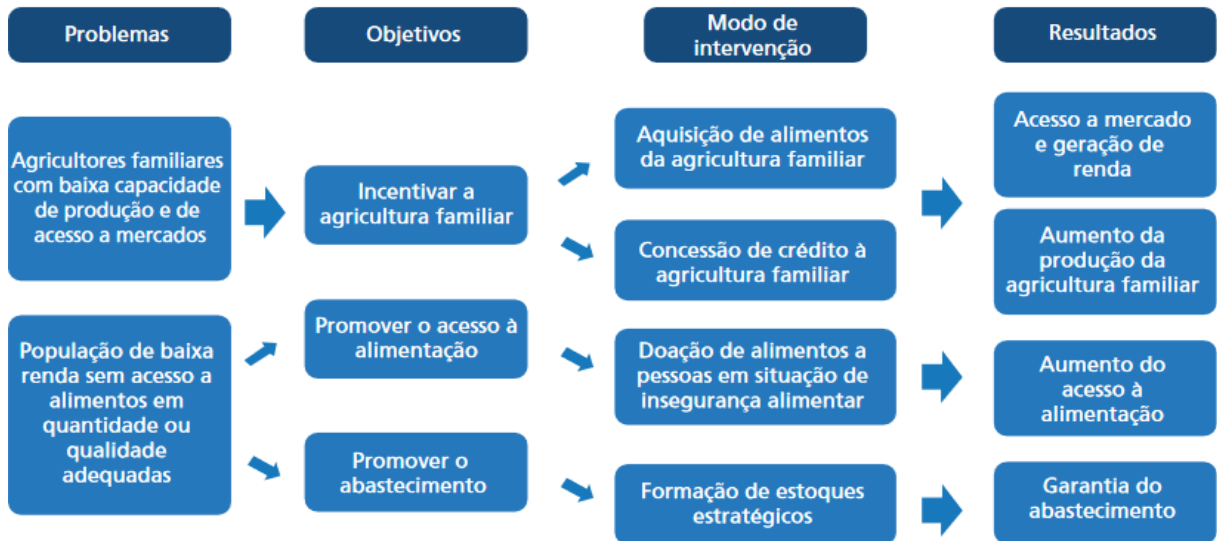 Problemas
Objetivos
Modo de
intervenção
Resultados
Agricultores familiares
com baixa capacidade
de produção e de
acesso a mercados
Incentivar a
agricultura familiar
Aquisição de alimentos
da agricultura familiar
Concessão de crédito à
agricultura familiar
Acesso a mercado
e geração de
renda
Aumento da
produção da
agricultura familiar
População de baixa
renda sem acesso a
alimentos em
quantidade ou
qualidade
adequadas
Promover o acesso à
alimentação
Doação de alimentos a
pessoas em situação de
insegurança alimentar
Aumento do
acesso à
alimentação
Promover o
abastecimento
Formação de estoques
estratégicos
Garantia do
abastecimento